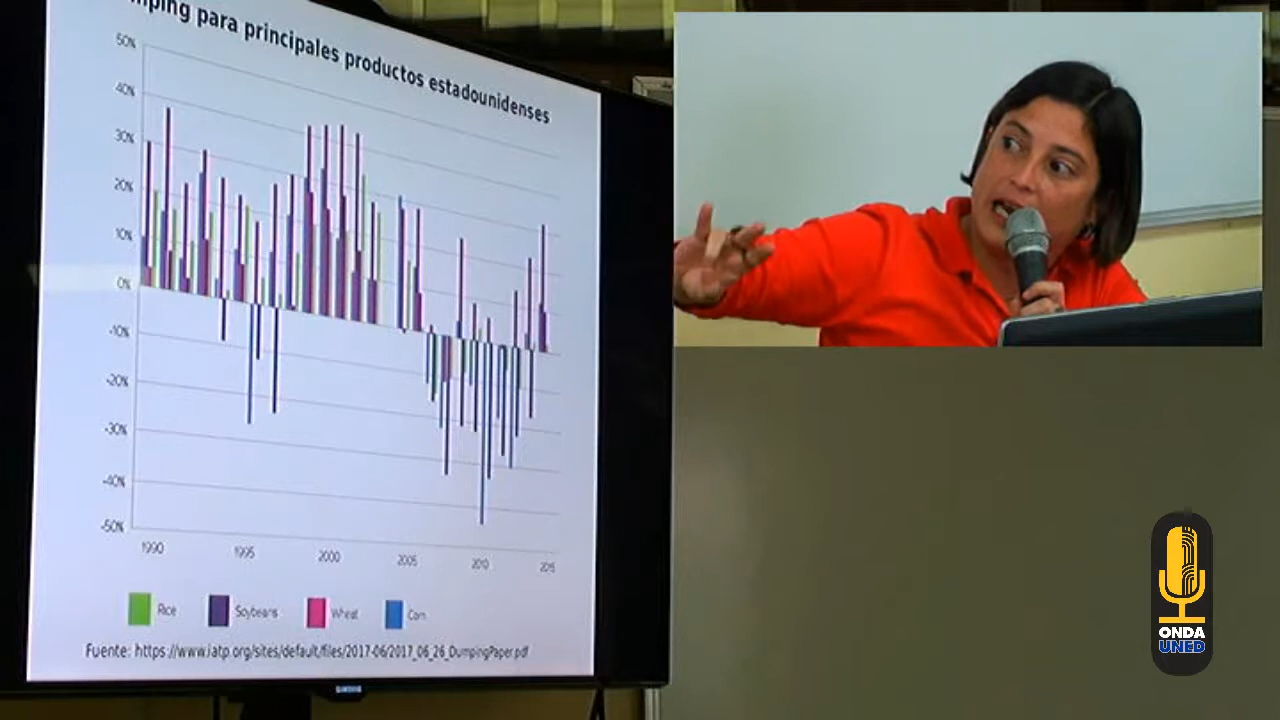 mping para principales productos estadounidenses
50%
40%
30%
20%
10%
0%
-10%
-20%
-30%
-40%
-50%
1990 1995 2000 2005 2010 2015
Rice Soybeans Wheat Corn
Fuente: https://www.iatp.org/sites/default/files/2017-06/2017_06_26_DumpingPaper.pdf
SAMSUNG
ONDA
UNED